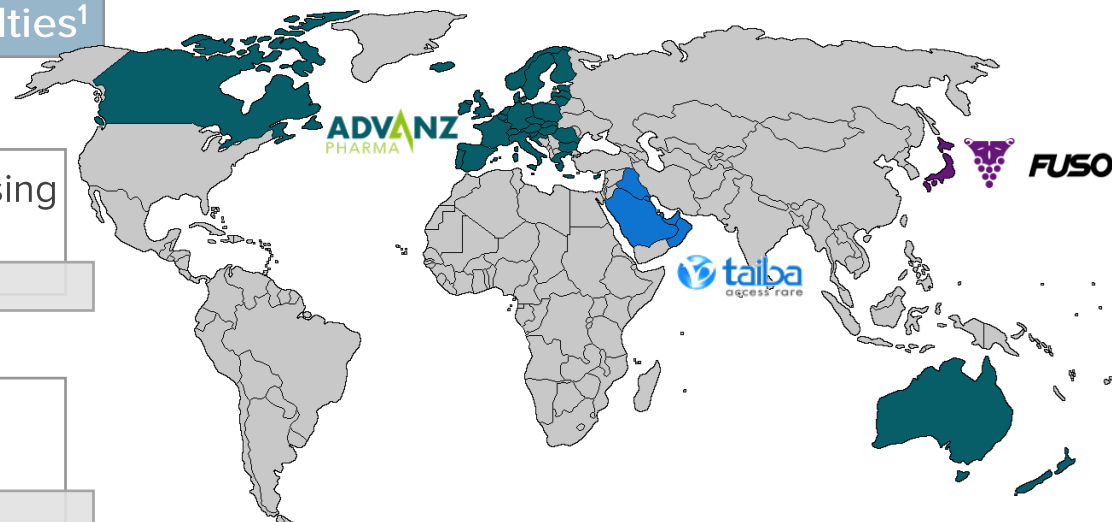 lties¹
sing
ADVANZ
PHARMA
FUSO
taiba
access rare